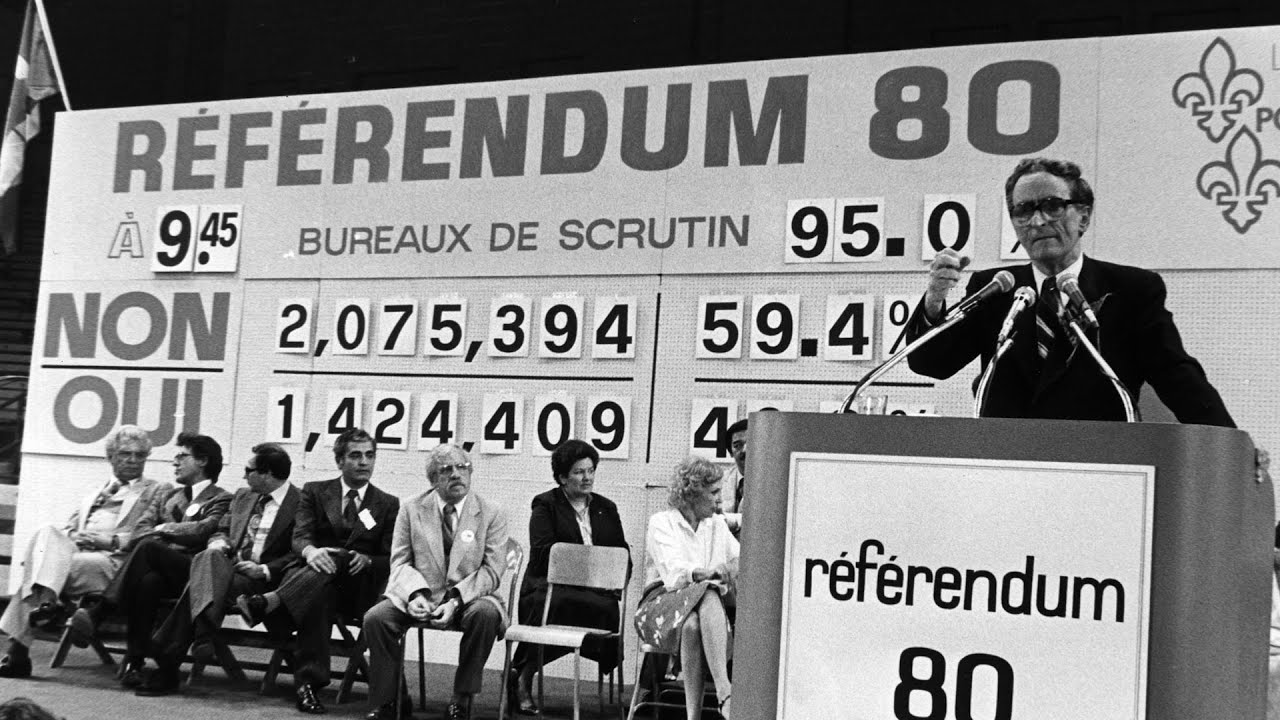 RÉFÉRENDUM 80
À 9.45 BUREAUX DE SCRUTIN 95.0
NON 2,075,394 59.4%
OUI 1,424,409 4
référendum
80